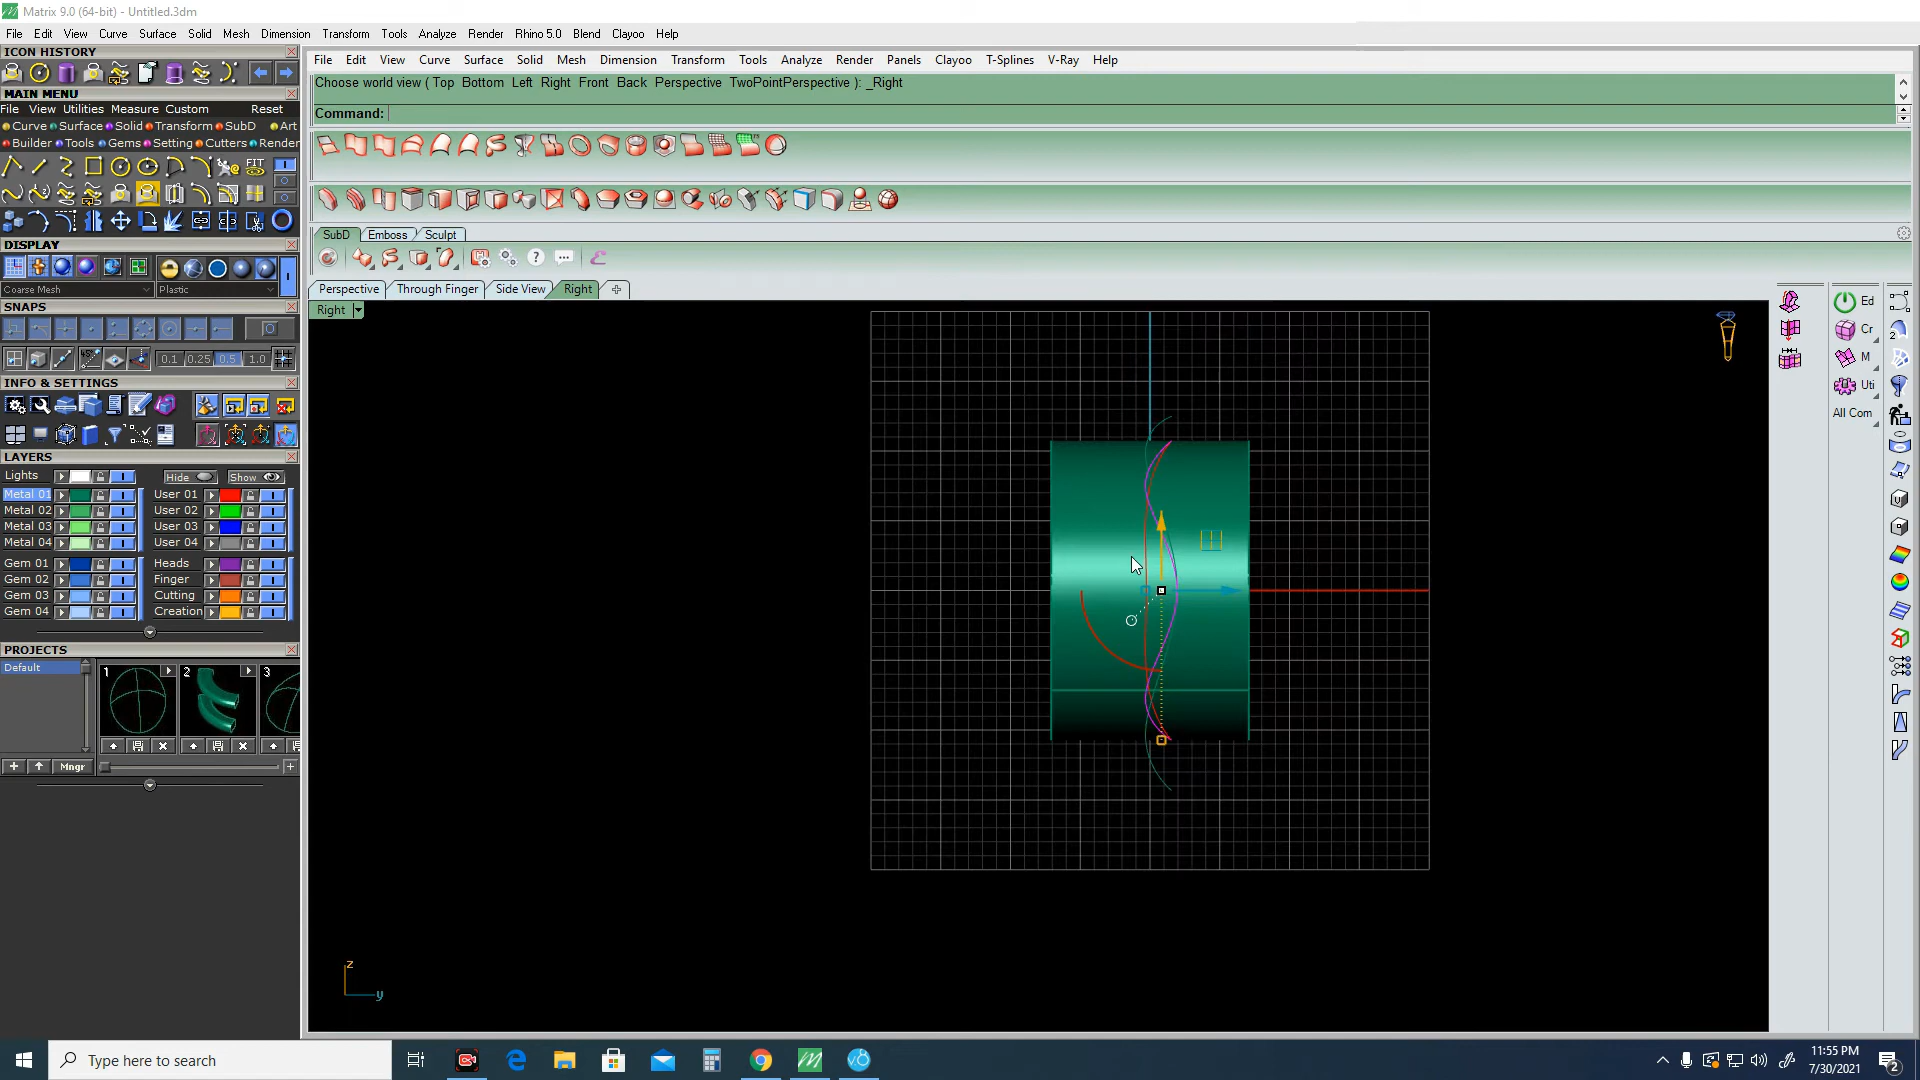 Matrix 9.0 (64-bit) - Untitled.3dm
File Edit View Curve Surface Solid Mesh Dimension Transform Tools Analyze Render Rhino 5.0 Blend Clayoo Help
ICON HISTORY
MAIN MENU
File View Utilities Measure Custom Reset
Curve Surface Solid Transform SubD Art
Builder Tools Gems Setting Cutters Render
FIT
DISPLAY
Coarse Mesh Plastic
SNAPS
0.1 0.25 0.5 1.0
INFO & SETTINGS
LAYERS
Lights Hide Show
Metal 01 User 01
Metal 02 User 02
Metal 03 User 03
Metal 04 User 04
Gem 01 Heads
Gem 02 Finger
Gem 03 Cutting
Gem 04 Creation
PROJECTS
Default
1 2 3
Mngr
File Edit View Curve Surface Solid Mesh Dimension Transform Tools Analyze Render Panels Clayoo T-Splines V-Ray Help
Choose world view ( Top Bottom Left Right Front Back Perspective TwoPointPerspective ): _Right
Command:
SubD Emboss Sculpt
Perspective Through Finger Side View Right
Right
Ed
Cr
M
Uti
All Com
2
z
y
Type here to search
11:55 PM
7/30/2021
2